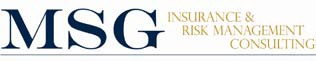 MSG INSURANCE &
RISK MANAGEMENT
CONSULTING